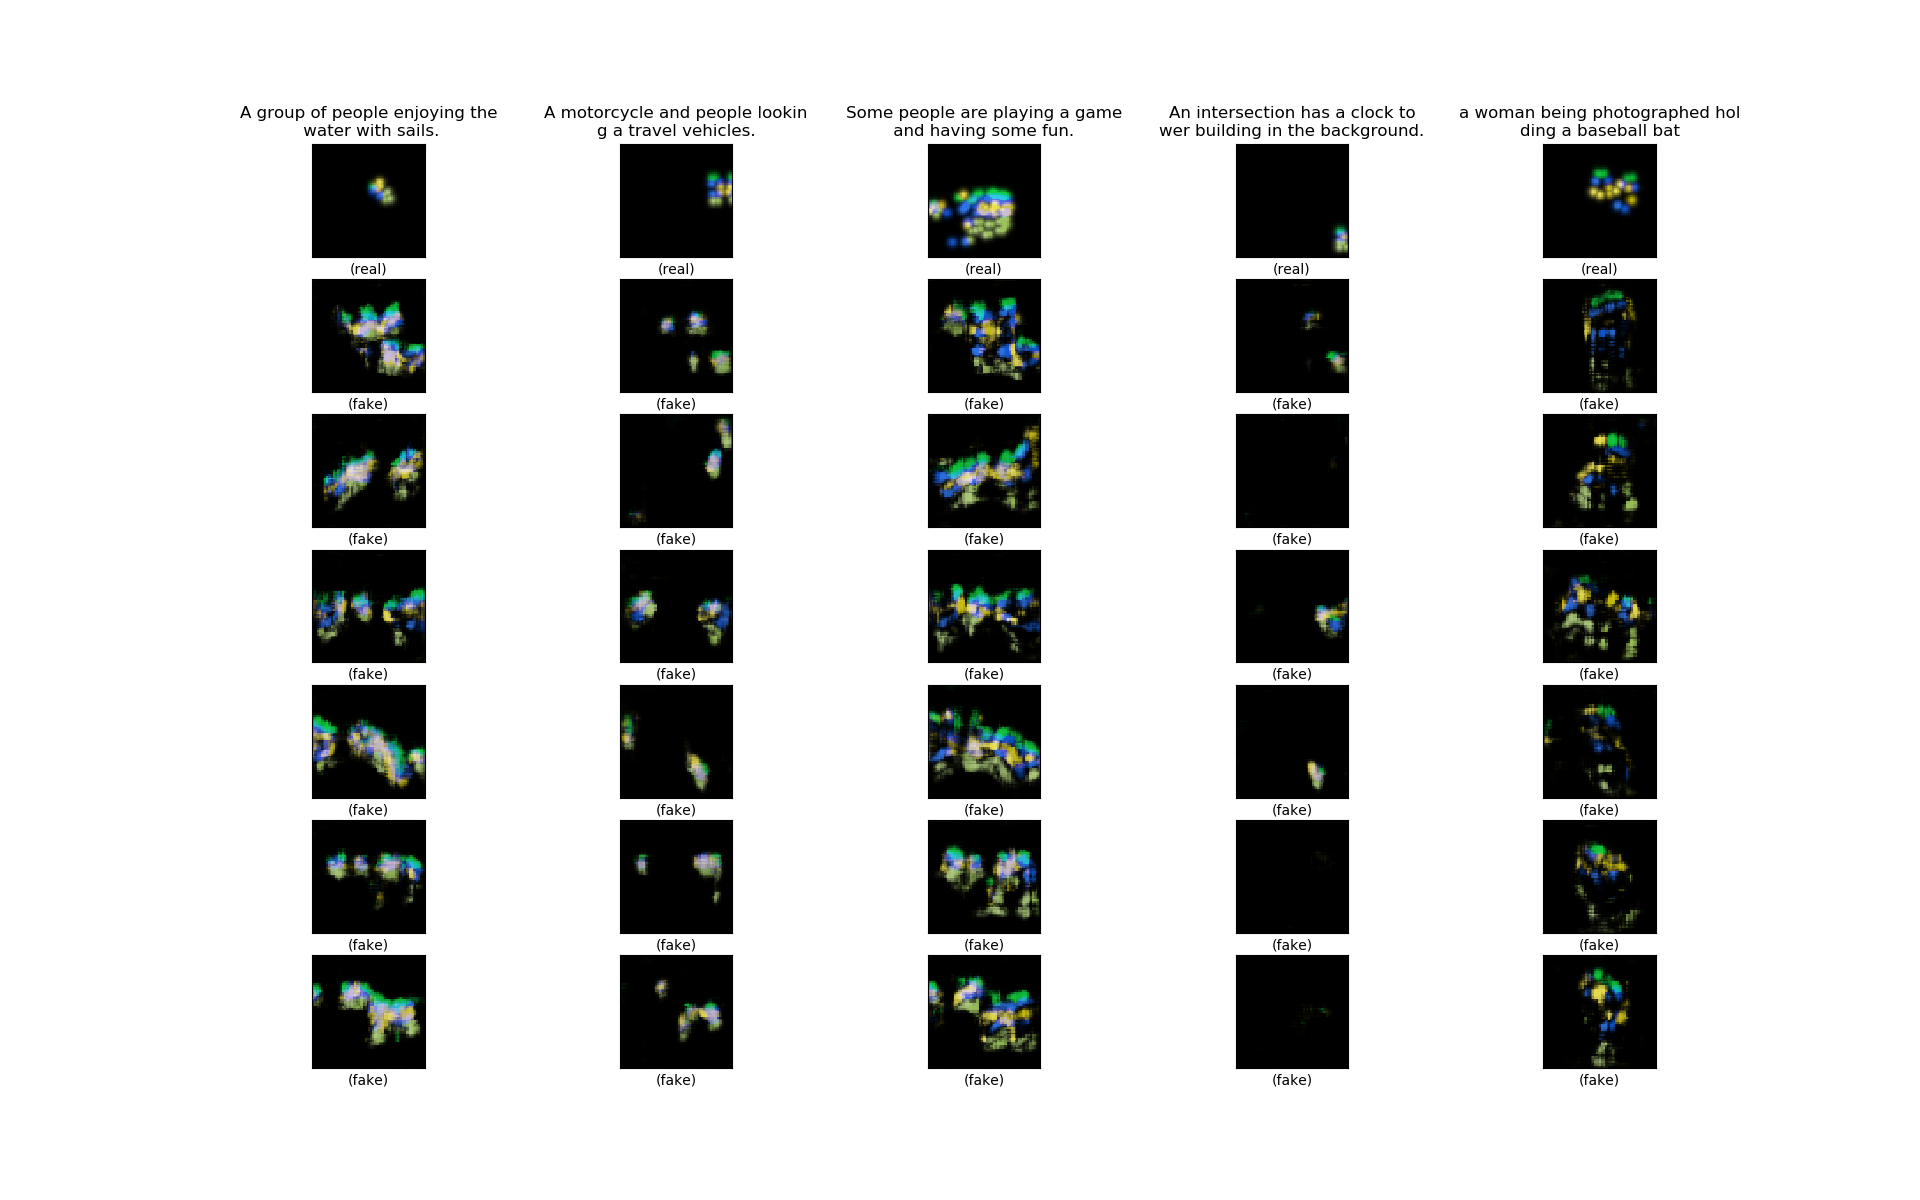 A group of people enjoying the
water with sails.
A motorcycle and people lookin
g a travel vehicles.
Some people are playing a game
and having some fun.
An intersection has a clock to
wer building in the background.
a woman being photographed hol
ding a baseball bat
(real) (real) (real) (real) (real)
(fake) (fake) (fake) (fake) (fake)
(fake) (fake) (fake) (fake) (fake)
(fake) (fake) (fake) (fake) (fake)
(fake) (fake) (fake) (fake) (fake)
(fake) (fake) (fake) (fake) (fake)
(fake) (fake) (fake) (fake) (fake)